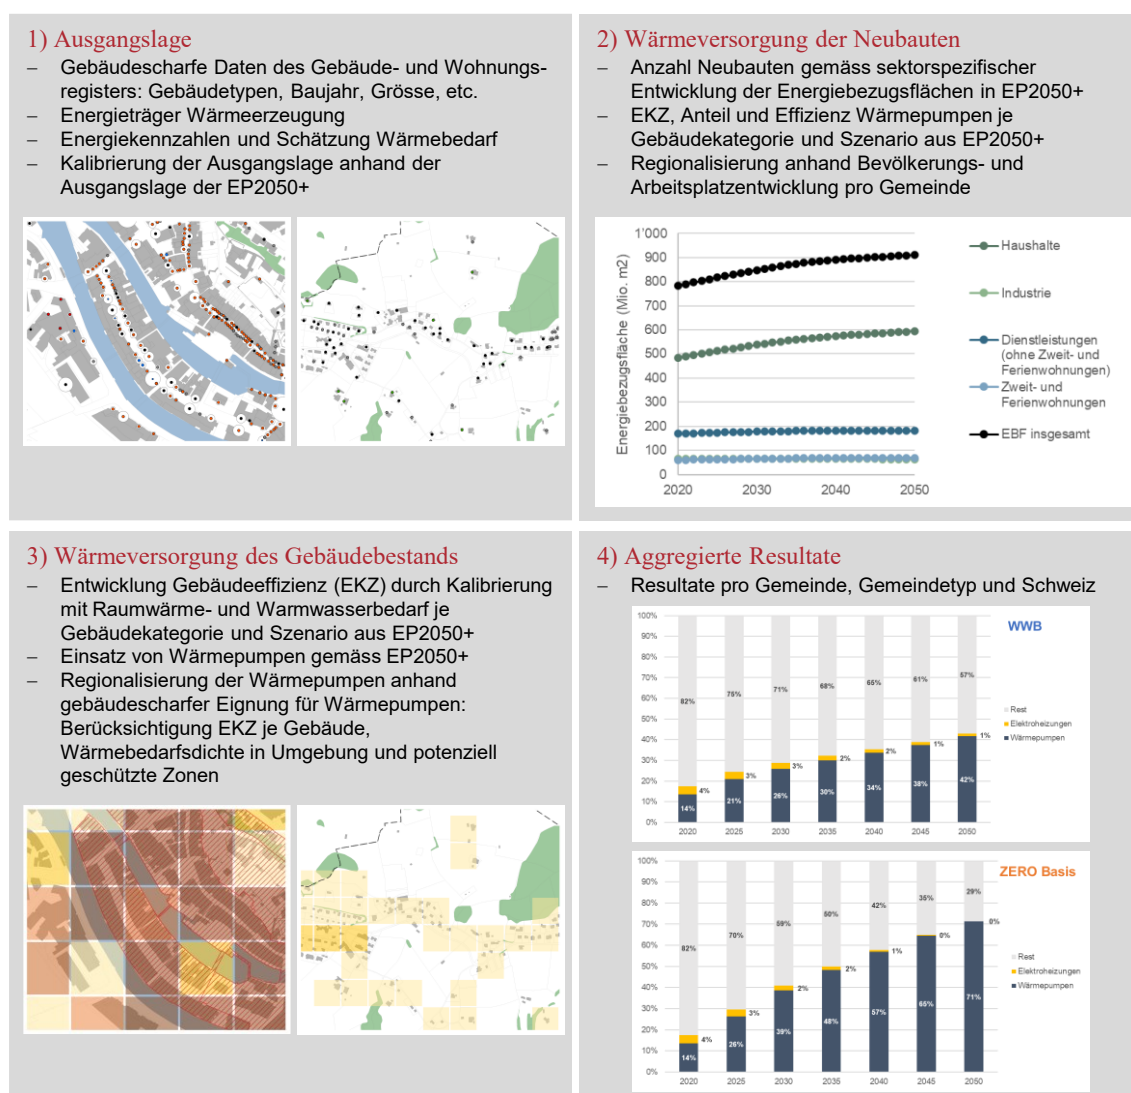 1) Ausgangslage
– Gebäudescharfe Daten des Gebäude- und Wohnungs-
registers: Gebäudetypen, Baujahr, Grösse, etc.
– Energieträger Wärmeerzeugung
– Energiekennzahlen und Schätzung Wärmebedarf
– Kalibrierung der Ausgangslage anhand der
Ausgangslage der EP2050+
2) Wärmeversorgung der Neubauten
– Anzahl Neubauten gemäss sektorspezifischer
Entwicklung der Energiebezugsflächen in EP2050+
– EKZ, Anteil und Effizienz Wärmepumpen je
Gebäudekategorie und Szenario aus EP2050+
– Regionalisierung anhand Bevölkerungs- und
Arbeitsplatzentwicklung pro Gemeinde
Energiebezugsfläche (Mio. m2)
1'000
900
800
700
600
500
400
300
200
100
0
2020 2030 2040 2050
Haushalte
Industrie
Dienstleistungen
(ohne Zweit- und
Ferienwohnungen)
Zweit- und
Ferienwohnungen
EBF insgesamt
3) Wärmeversorgung des Gebäudebestands
– Entwicklung Gebäudeeffizienz (EKZ) durch Kalibrierung
mit Raumwärme- und Warmwasserbedarf je
Gebäudekategorie und Szenario aus EP2050+
– Einsatz von Wärmepumpen gemäss EP2050+
– Regionalisierung der Wärmepumpen anhand
gebäudescharfer Eignung für Wärmepumpen:
Berücksichtigung EKZ je Gebäude,
Wärmebedarfsdichte in Umgebung und potenziell
geschützte Zonen
4) Aggregierte Resultate
– Resultate pro Gemeinde, Gemeindetyp und Schweiz
WWB
100%
90%
80%
70%
60%
50%
40%
30%
20%
10%
0%
82% 75% 71% 68% 65% 61% 57%
4% 3% 3% 2% 2% 1% 1%
14% 21% 26% 30% 34% 38% 42%
2020 2025 2030 2035 2040 2045 2050
Rest
Elektroheizungen
Wärmepumpen
ZERO Basis
100%
90%
80%
70%
60%
50%
40%
30%
20%
10%
0%
82% 70% 59% 50% 42% 35% 29%
4% 3% 2% 2% 1% 0% 0%
14% 26% 39% 48% 57% 65% 71%
2020 2025 2030 2035 2040 2045 2050
Rest
Elektroheizungen
Wärmepumpen